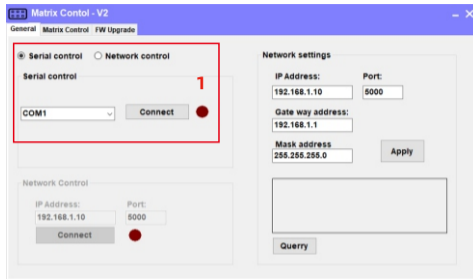 Matrix Contol - V2
General Matrix Control FW Upgrade
Serial control Network control
Serial control
1
COM1 Connect
Network Control
IP Address: Port:
192.168.1.10 5000
Connect
Network settings
IP Address: Port:
192.168.1.10 5000
Gate way address:
192.168.1.1
Mask address
255.255.255.0 Apply
Querry